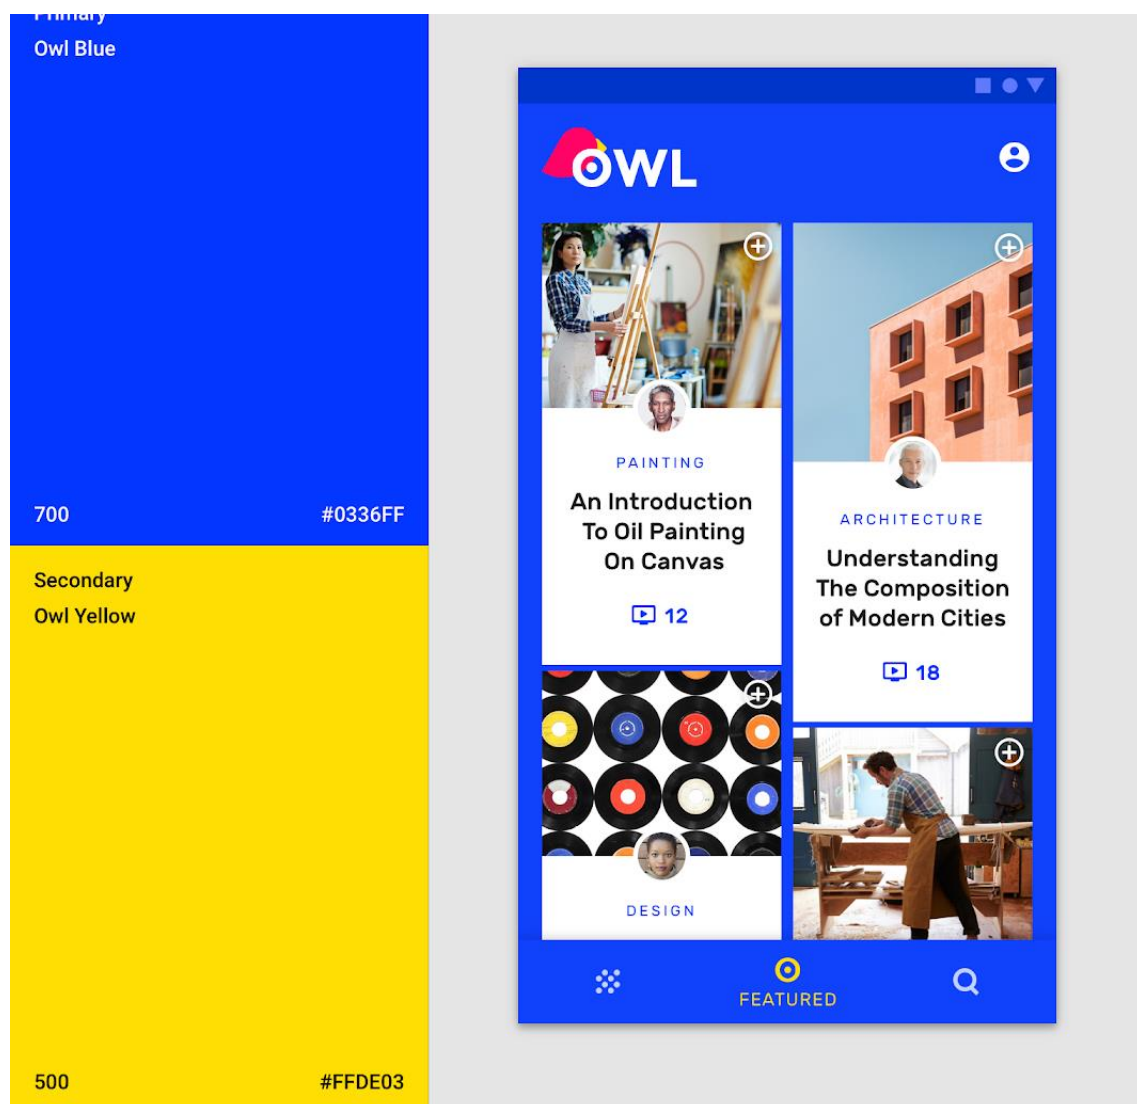 Primary
Owl Blue
700 #0336FF
Secondary
Owl Yellow
500 #FFDE03
OWL
PAINTING
An Introduction
To Oil Painting
On Canvas
12
ARCHITECTURE
Understanding
The Composition
of Modern Cities
18
DESIGN
FEATURED